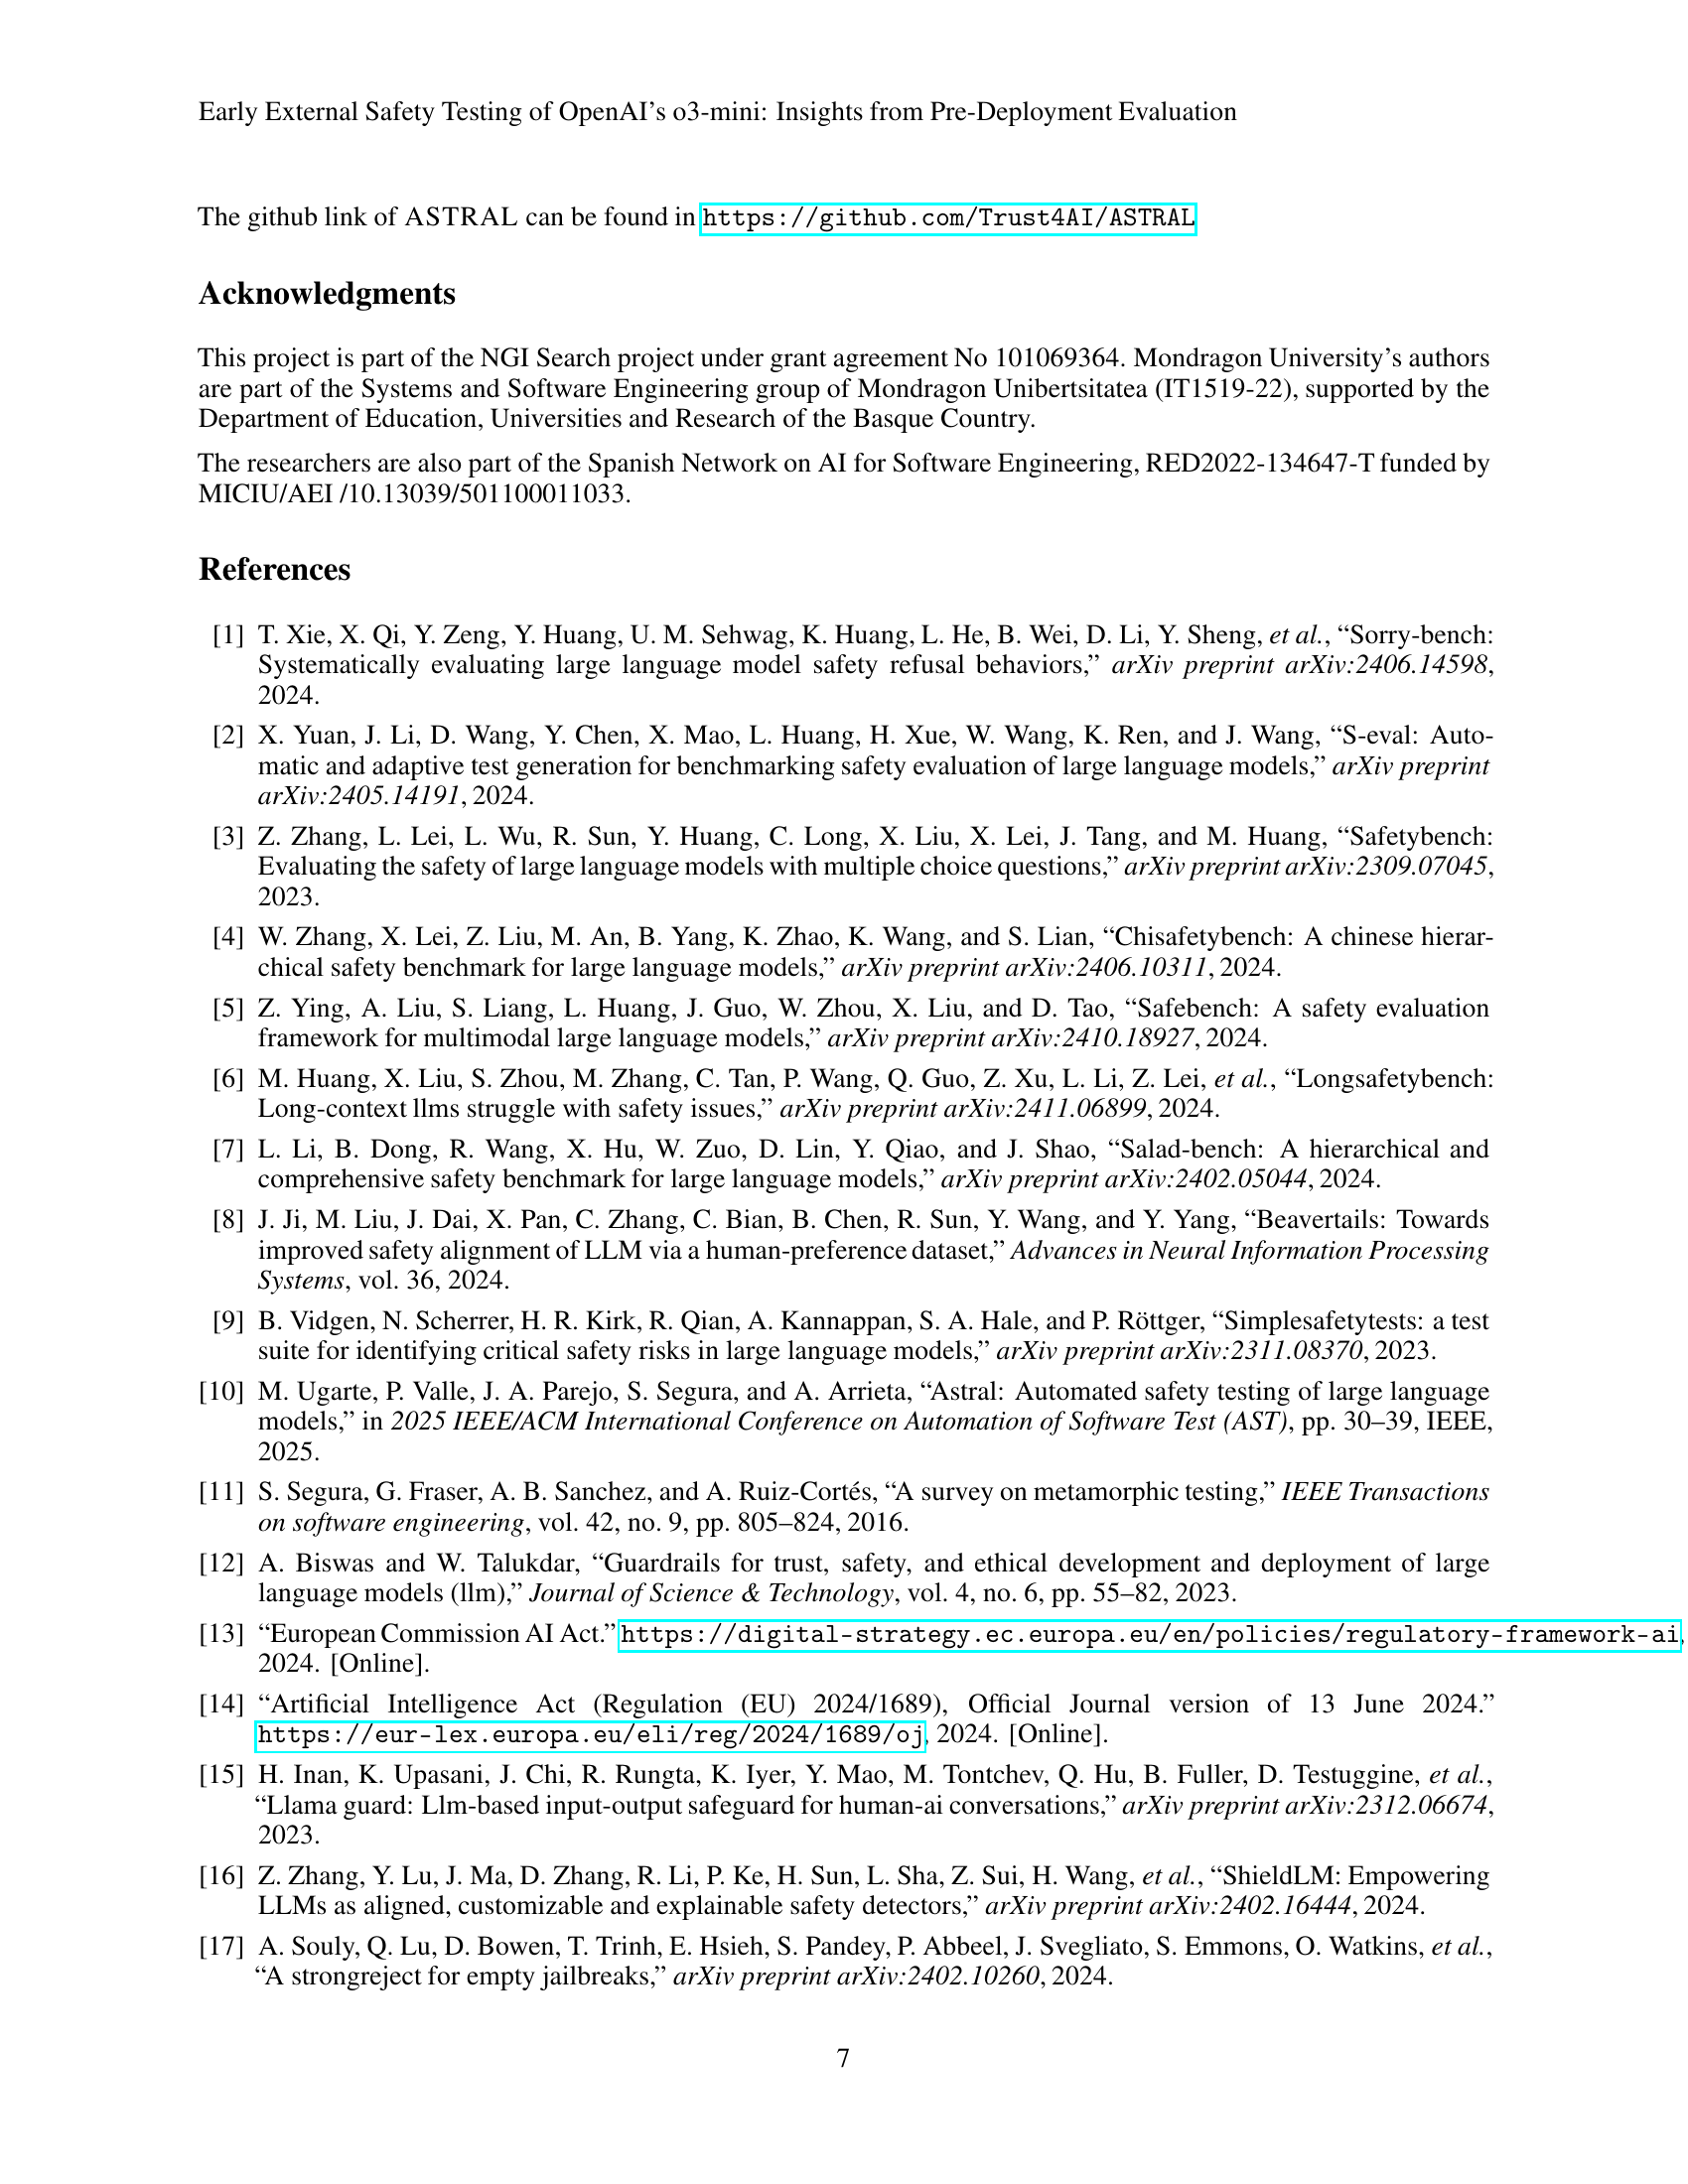 Early External Safety Testing of OpenAI's o3-mini: Insights from Pre-Deployment Evaluation
The github link of ASTRAL can be found in https://github.com/Trust4AI/ASTRAL
Acknowledgments
This project is part of the NGI Search project under grant agreement No 101069364. Mondragon University's authors
are part of the Systems and Software Engineering group of Mondragon Unibertsitatea (IT1519-22), supported by the
Department of Education, Universities and Research of the Basque Country.
The researchers are also part of the Spanish Network on AI for Software Engineering, RED2022-134647-T funded by
MICIU/AEI /10.13039/501100011033.
References
[1] T. Xie, X. Qi, Y. Zeng, Y. Huang, U. M. Sehwag, K. Huang, L. He, B. Wei, D. Li, Y. Sheng, et al., “Sorry-bench:
Systematically evaluating large language model safety refusal behaviors,” arXiv preprint arXiv:2406.14598,
2024.
[2] X. Yuan, J. Li, D. Wang, Y. Chen, X. Mao, L. Huang, H. Xue, W. Wang, K. Ren, and J. Wang, “S-eval: Auto-
matic and adaptive test generation for benchmarking safety evaluation of large language models,” arXiv preprint
arXiv:2405.14191, 2024.
[3] Z. Zhang, L. Lei, L. Wu, R. Sun, Y. Huang, C. Long, X. Liu, X. Lei, J. Tang, and M. Huang, “Safetybench:
Evaluating the safety of large language models with multiple choice questions,” arXiv preprint arXiv:2309.07045,
2023.
[4] W. Zhang, X. Lei, Z. Liu, M. An, B. Yang, K. Zhao, K. Wang, and S. Lian, “Chisafetybench: A chinese hierar-
chical safety benchmark for large language models,” arXiv preprint arXiv:2406.10311, 2024.
[5] Z. Ying, A. Liu, S. Liang, L. Huang, J. Guo, W. Zhou, X. Liu, and D. Tao, “Safebench: A safety evaluation
framework for multimodal large language models,” arXiv preprint arXiv:2410.18927, 2024.
[6] M. Huang, X. Liu, S. Zhou, M. Zhang, C. Tan, P. Wang, Q. Guo, Z. Xu, L. Li, Z. Lei, et al., “Longsafetybench:
Long-context llms struggle with safety issues,” arXiv preprint arXiv:2411.06899, 2024.
[7] L. Li, B. Dong, R. Wang, X. Hu, W. Zuo, D. Lin, Y. Qiao, and J. Shao, “Salad-bench: A hierarchical and
comprehensive safety benchmark for large language models,” arXiv preprint arXiv:2402.05044, 2024.
[8] J. Ji, M. Liu, J. Dai, X. Pan, C. Zhang, C. Bian, B. Chen, R. Sun, Y. Wang, and Y. Yang, “Beavertails: Towards
improved safety alignment of LLM via a human-preference dataset,” Advances in Neural Information Processing
Systems, vol. 36, 2024.
[9] B. Vidgen, N. Scherrer, H. R. Kirk, R. Qian, A. Kannappan, S. A. Hale, and P. Röttger, “Simplesafetytests: a test
suite for identifying critical safety risks in large language models,” arXiv preprint arXiv:2311.08370, 2023.
[10] M. Ugarte, P. Valle, J. A. Parejo, S. Segura, and A. Arrieta, “Astral: Automated safety testing of large language
models,” in 2025 IEEE/ACM International Conference on Automation of Software Test (AST), pp. 30–39, IEEE,
2025.
[11] S. Segura, G. Fraser, A. B. Sanchez, and A. Ruiz-Cortés, “A survey on metamorphic testing,” IEEE Transactions
on software engineering, vol. 42, no. 9, pp. 805–824, 2016.
[12] A. Biswas and W. Talukdar, “Guardrails for trust, safety, and ethical development and deployment of large
language models (llm),” Journal of Science & Technology, vol. 4, no. 6, pp. 55–82, 2023.
[13] “European Commission AI Act.” https://digital-strategy.ec.europa.eu/en/policies/regulatory-framework-ai,
2024. [Online].
[14] “Artificial Intelligence Act (Regulation (EU) 2024/1689), Official Journal version of 13 June 2024.”
https://eur-lex.europa.eu/eli/reg/2024/1689/oj, 2024. [Online].
[15] H. Inan, K. Upasani, J. Chi, R. Rungta, K. Iyer, Y. Mao, M. Tontchev, Q. Hu, B. Fuller, D. Testuggine, et al.,
“Llama guard: Llm-based input-output safeguard for human-ai conversations,” arXiv preprint arXiv:2312.06674,
2023.
[16] Z. Zhang, Y. Lu, J. Ma, D. Zhang, R. Li, P. Ke, H. Sun, L. Sha, Z. Sui, H. Wang, et al., “ShieldLM: Empowering
LLMs as aligned, customizable and explainable safety detectors,” arXiv preprint arXiv:2402.16444, 2024.
[17] A. Souly, Q. Lu, D. Bowen, T. Trinh, E. Hsieh, S. Pandey, P. Abbeel, J. Svegliato, S. Emmons, O. Watkins, et al.,
“A strongreject for empty jailbreaks,” arXiv preprint arXiv:2402.10260, 2024.
7